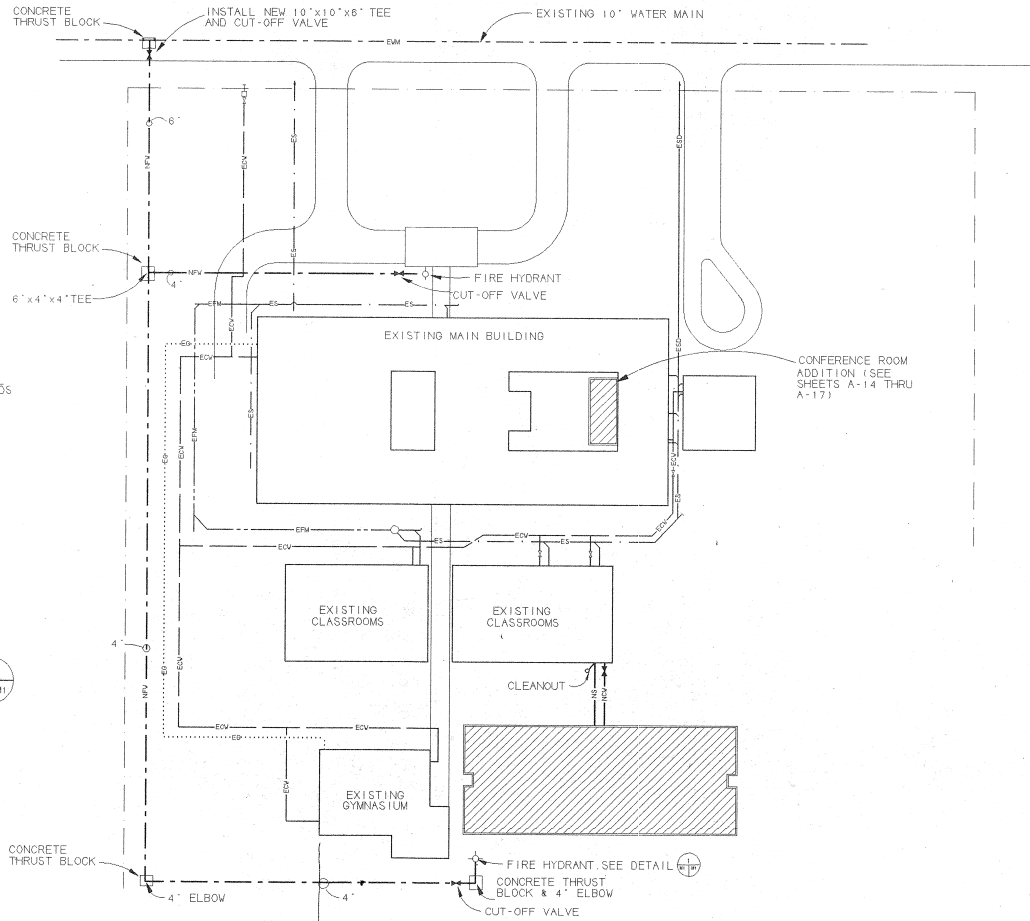 CONCRETE
THRUST BLOCK
INSTALL NEW 10"x10"x6" TEE
AND CUT-OFF VALVE
EXISTING 10" WATER MAIN
EWM
6"
NFW
ECW
ES
ESD
CONCRETE
THRUST BLOCK
6"x4"x4" TEE
NFW
4"
FIRE HYDRANT
CUT-OFF VALVE
ES
EFM
ES
ES
ECW
EXISTING MAIN BUILDING
EG
ECW
ESD
CONFERENCE ROOM
ADDITION (SEE
SHEETS A-14 THRU
A-17)
ES
EFM
EG
ECW
ES
ECW
EFM
ES
ECW
ES
ECW
EXISTING
CLASSROOMS
EXISTING
CLASSROOMS
4"
CLEANOUT
NFW
EG
ECW
NS
NCW
ECW
ECW
EG
ECW
EXISTING
GYMNASIUM
CONCRETE
THRUST BLOCK
4" ELBOW
4"
FIRE HYDRANT. SEE DETAIL
CONCRETE THRUST
BLOCK & 4" ELBOW
CUT-OFF VALVE